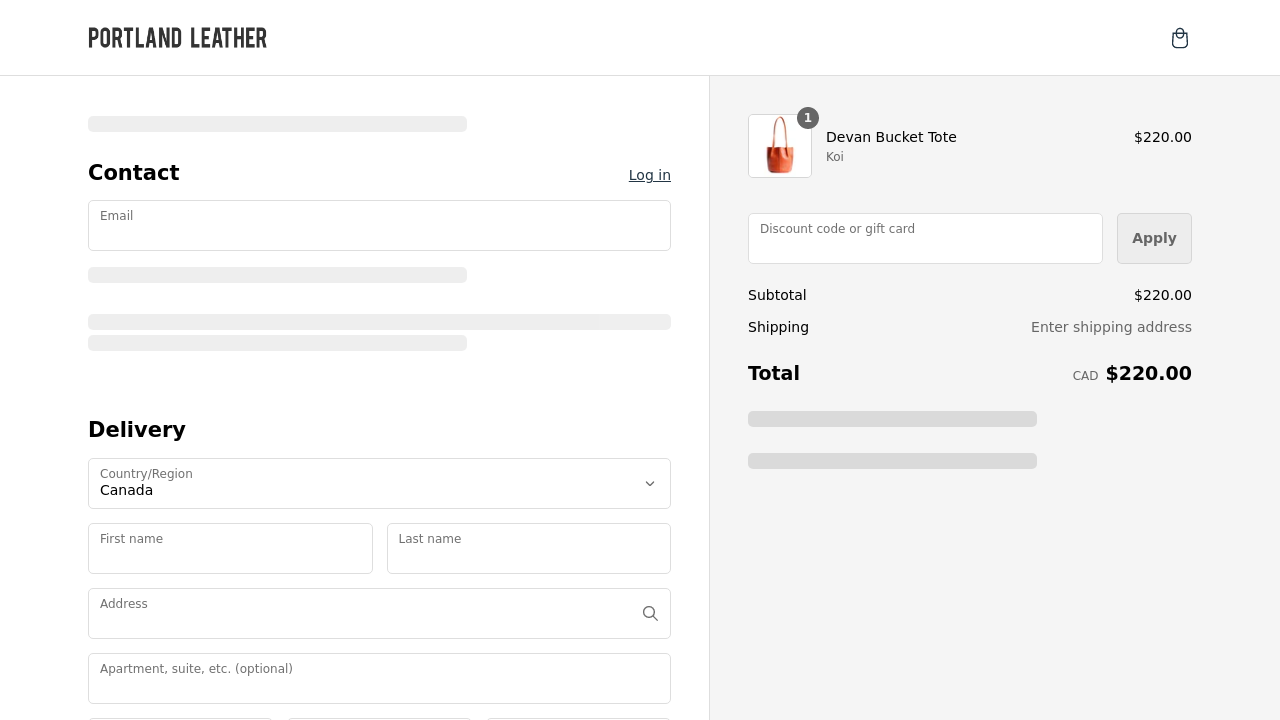 PORTLAND LEATHER
Contact
Log in
Email
Delivery
Country/Region
Canada
First name
Last name
Address
Apartment, suite, etc. (optional)
1
Devan Bucket Tote
$220.00
Koi
Discount code or gift card
Apply
Subtotal
$220.00
Shipping
Enter shipping address
Total
CAD $220.00